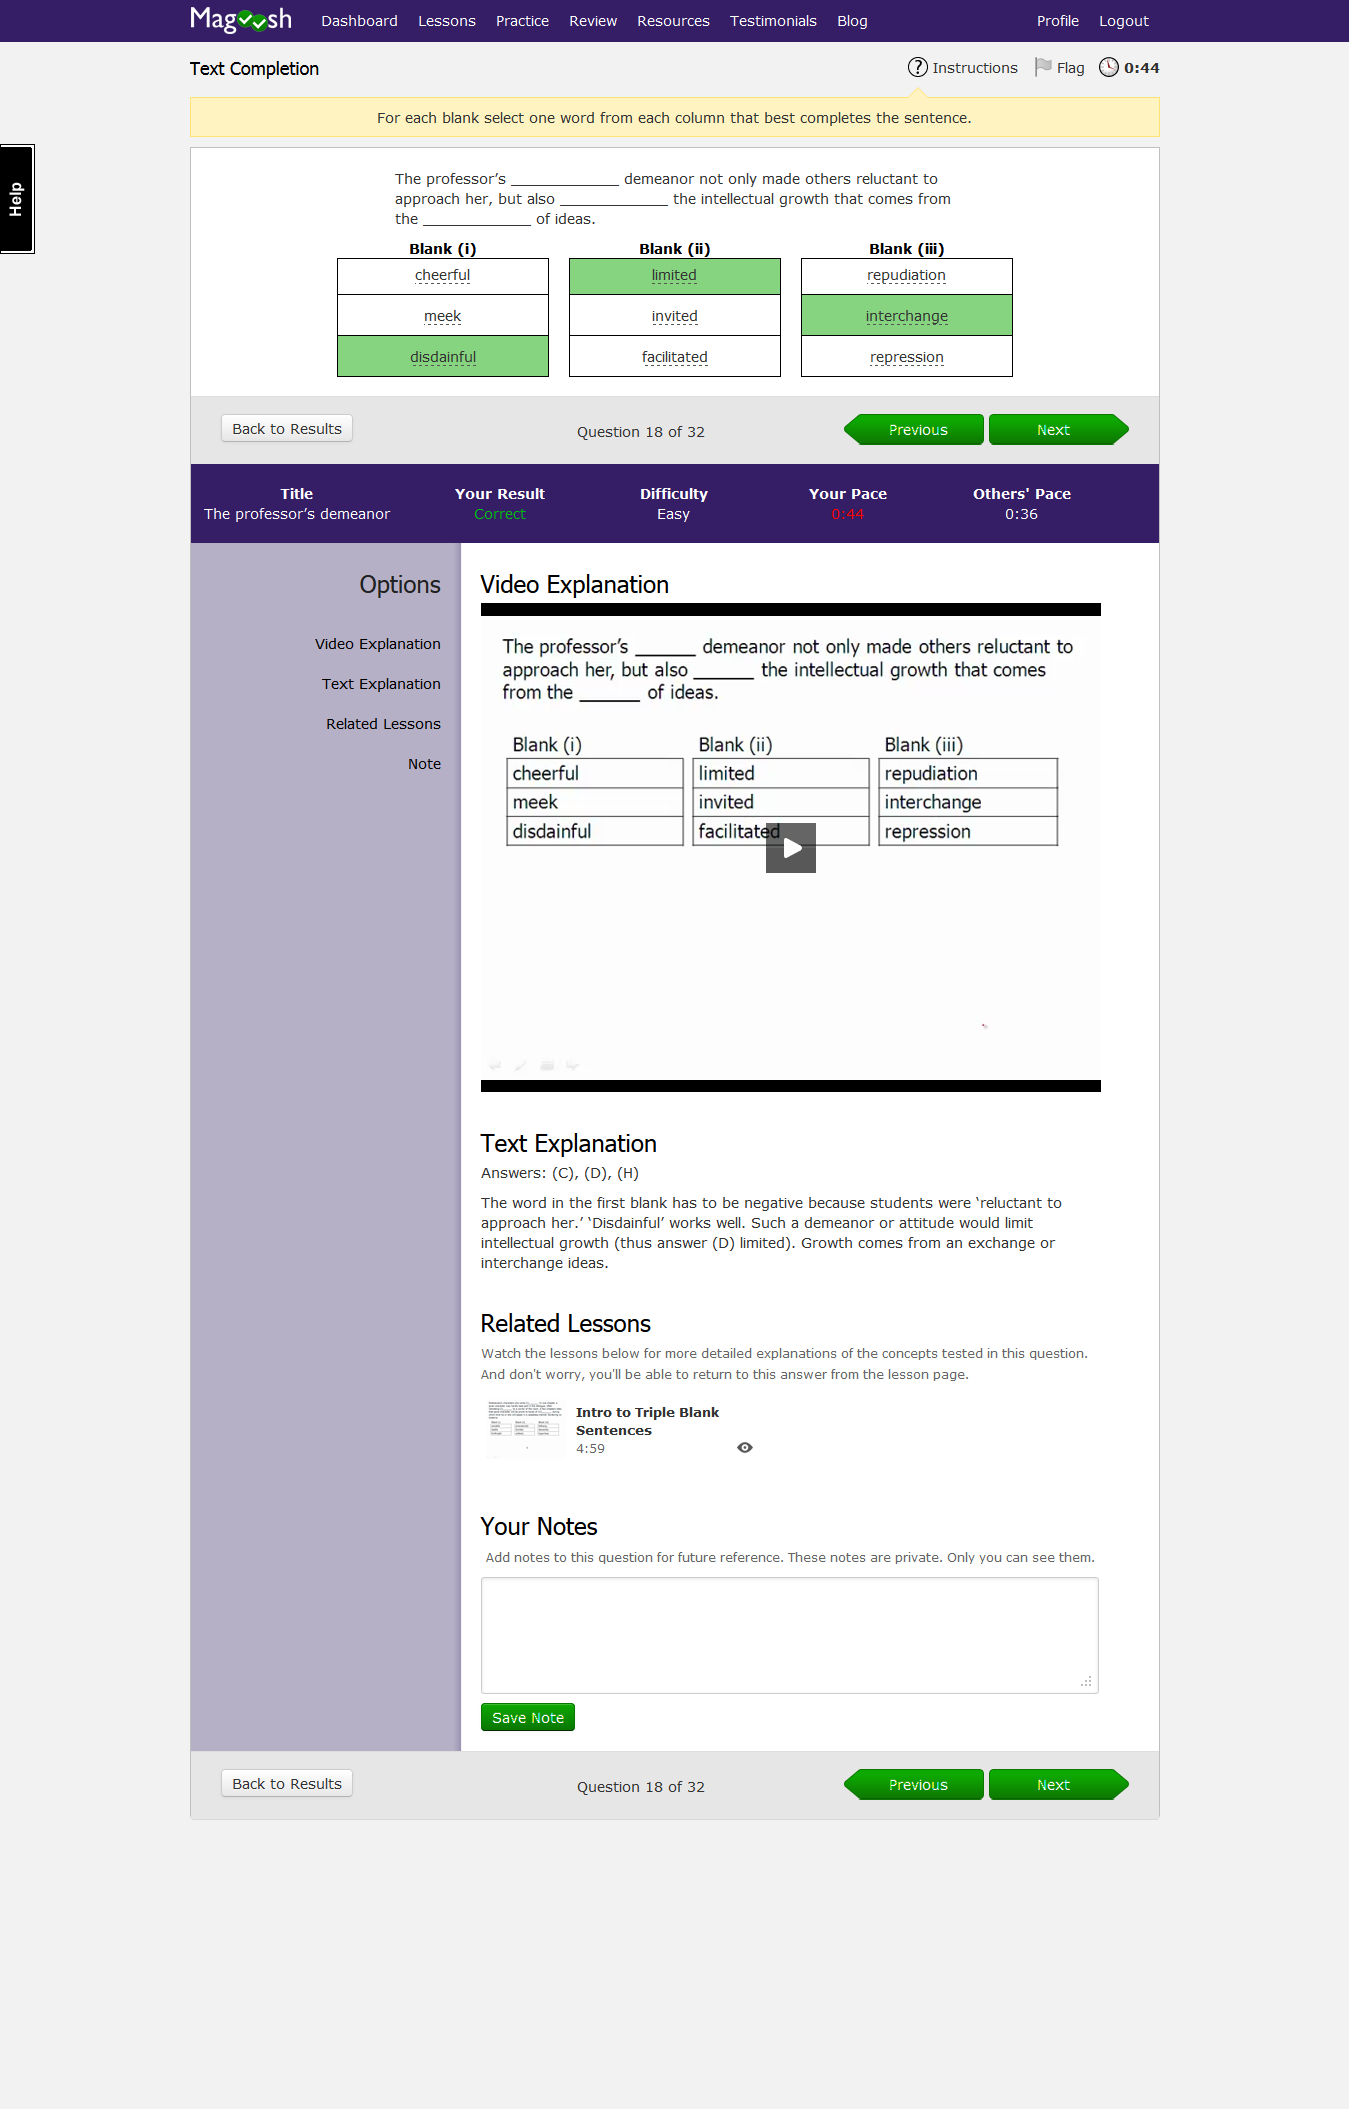 Magoosh Dashboard Lessons Practice Review Resources Testimonials Blog Profile Logout
Text Completion Instructions Flag 0:44
For each blank select one word from each column that best completes the sentence.
Help
The professor’s ____________ demeanor not only made others reluctant to
approach her, but also ____________ the intellectual growth that comes from
the ____________ of ideas.
Blank (i) Blank (ii) Blank (iii)
cheerful limited repudiation
meek invited interchange
disdainful facilitated repression
Back to Results Question 18 of 32 Previous Next
Title Your Result Difficulty Your Pace Others' Pace
The professor’s demeanor Correct Easy 0:44 0:36
Options
Video Explanation
Text Explanation
Related Lessons
Note
Video Explanation
The professor’s ______ demeanor not only made others reluctant to
approach her, but also ______ the intellectual growth that comes
from the ______ of ideas.
Blank (i) Blank (ii) Blank (iii)
cheerful limited repudiation
meek invited interchange
disdainful facilitated repression
Text Explanation
Answers: (C), (D), (H)
The word in the first blank has to be negative because students were ‘reluctant to
approach her.’ ‘Disdainful’ works well. Such a demeanor or attitude would limit
intellectual growth (thus answer (D) limited). Growth comes from an exchange or
interchange ideas.
Related Lessons
Watch the lessons below for more detailed explanations of the concepts tested in this question.
And don't worry, you'll be able to return to this answer from the lesson page.
Intro to Triple Blank
Sentences
4:59
Your Notes
Add notes to this question for future reference. These notes are private. Only you can see them.
Save Note
Back to Results Question 18 of 32 Previous Next